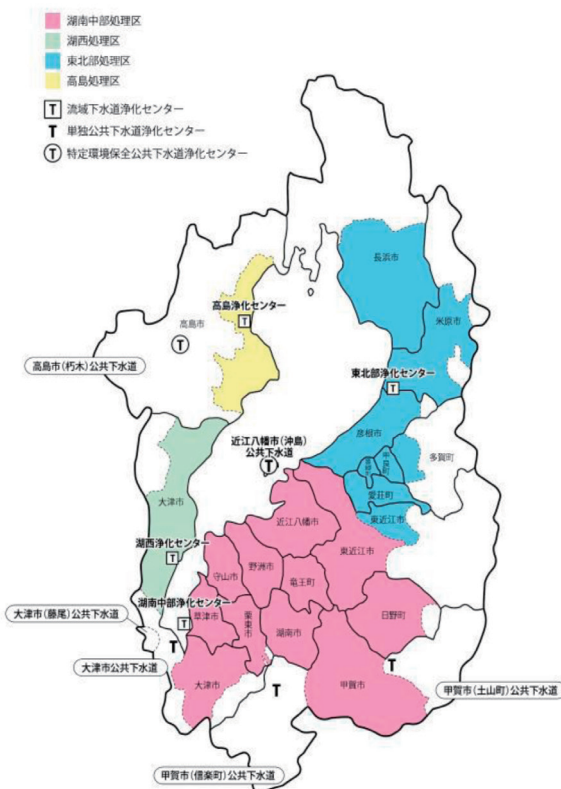 湖南中部処理区
湖西処理区
東北部処理区
高島処理区
T 流域下水道浄化センター
T 単独公共下水道浄化センター
T 特定環境保全公共下水道浄化センター
長浜市
米原市
高島浄化センター
T
高島市
T
高島市(朽木)公共下水道
東北部浄化センター
T
彦根市
多賀町
近江八幡市(沖島)
公共下水道
T
甲良町
愛荘町
東近江市
大津市
近江八幡市
東近江市
湖西浄化センター
T
守山市
野洲市
竜王町
日野町
湖南中部浄化センター
T
草津市
栗東市
湖南市
大津市(藤尾)公共下水道
T
大津市公共下水道
大津市
甲賀市
T
T
甲賀市(土山町)公共下水道
甲賀市(信楽町)公共下水道